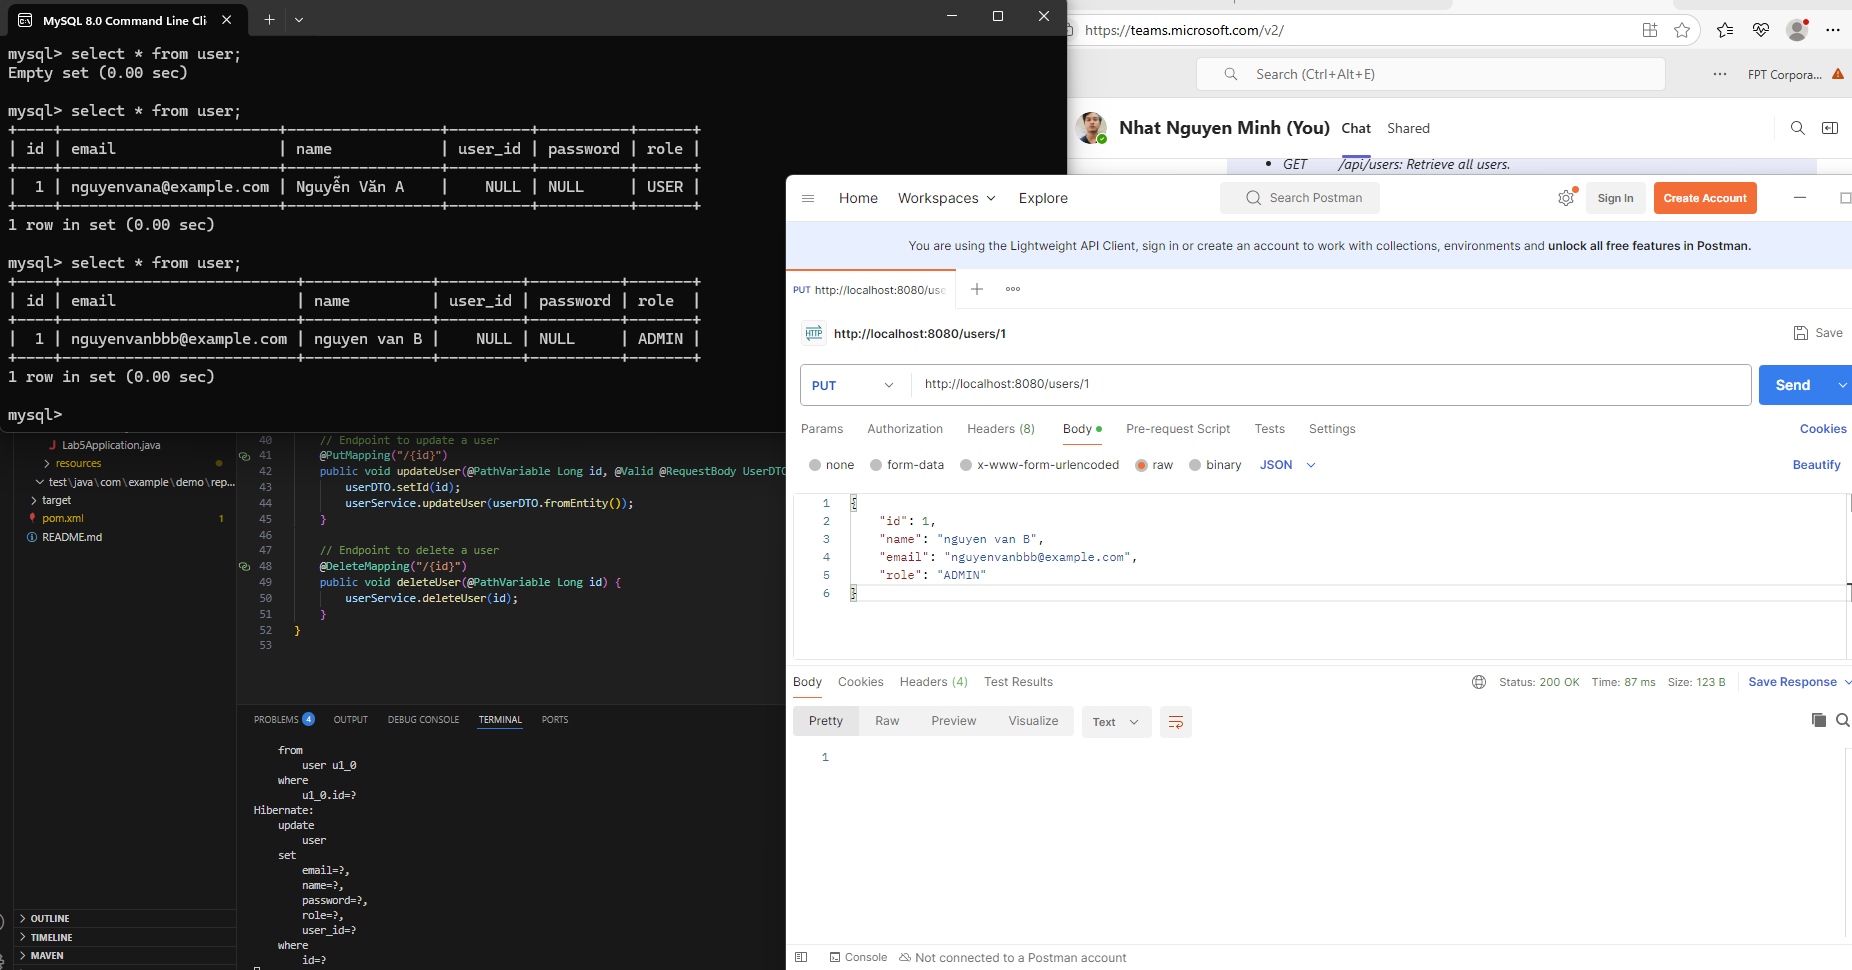 MySQL 8.0 Command Line Cli
mysql> select * from user;
Empty set (0.00 sec)
mysql> select * from user;
+----+------------------------+-----------------+---------+----------+------+
| id | email | name | user_id | password | role |
+----+------------------------+-----------------+---------+----------+------+
| 1 | nguyenvana@example.com | Nguyễn Văn A | NULL | NULL | USER |
+----+------------------------+-----------------+---------+----------+------+
1 row in set (0.00 sec)
mysql> select * from user;
+----+--------------------------+--------------+---------+----------+-------+
| id | email | name | user_id | password | role |
+----+--------------------------+--------------+---------+----------+-------+
| 1 | nguyenvanbbb@example.com | nguyen van B | NULL | NULL | ADMIN |
+----+--------------------------+--------------+---------+----------+-------+
1 row in set (0.00 sec)
mysql>
https://teams.microsoft.com/v2/
Search (Ctrl+Alt+E)
FPT Corpora...
Nhat Nguyen Minh (You) Chat Shared
• GET /api/users: Retrieve all users.
Home Workspaces Explore
Search Postman
Sign In
Create Account
You are using the Lightweight API Client, sign in or create an account to work with collections, environments and unlock all free features in Postman.
PUT http://localhost:8080/use
HTTP http://localhost:8080/users/1
Save
PUT http://localhost:8080/users/1
Send
Params Authorization Headers (8) Body Pre-request Script Tests Settings
Cookies
none form-data x-www-form-urlencoded raw binary JSON
Beautify
1 {
2 "id": 1,
3 "name": "nguyen van B",
4 "email": "nguyenvanbbb@example.com",
5 "role": "ADMIN"
6 }
Body Cookies Headers (4) Test Results
Status: 200 OK Time: 87 ms Size: 123 B
Save Response
Pretty Raw Preview Visualize
Text
1
Console Not connected to a Postman account
J Lab5Application.java
resources
test\java\com\example\demo\rep...
target
pom.xml 1
README.md
OUTLINE
TIMELINE
MAVEN
40 // Endpoint to update a user
41 @PutMapping("/{id}")
42 public void updateUser(@PathVariable Long id, @Valid @RequestBody UserDTO
43 userDTO.setId(id);
44 userService.updateUser(userDTO.fromEntity());
45 }
46
47 // Endpoint to delete a user
48 @DeleteMapping("/{id}")
49 public void deleteUser(@PathVariable Long id) {
50 userService.deleteUser(id);
51 }
52 }
53
PROBLEMS 4 OUTPUT DEBUG CONSOLE TERMINAL PORTS
from
user u1_0
where
u1_0.id=?
Hibernate:
update
user
set
email=?,
name=?,
password=?,
role=?,
user_id=?
where
id=?